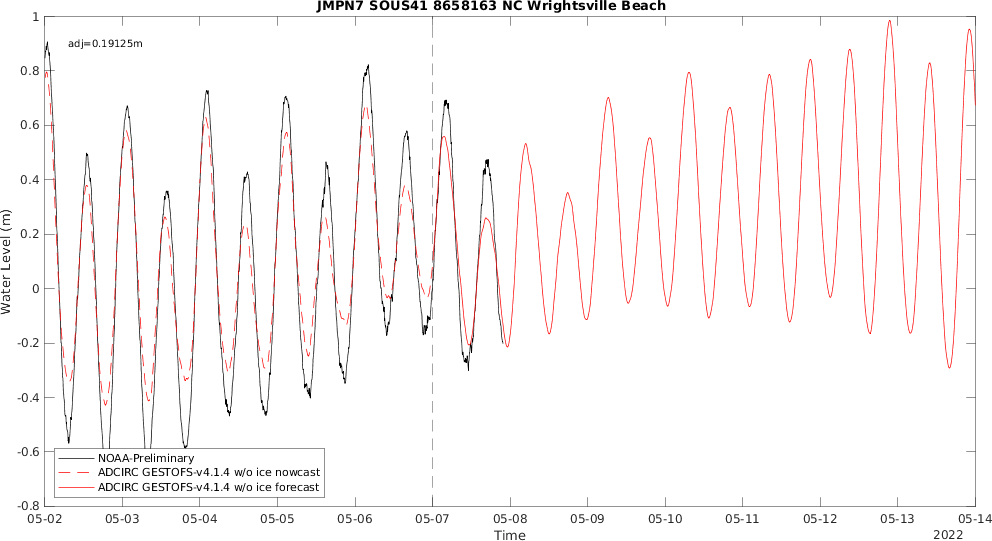 JMPN7 SOUS41 8658163 NC Wrightsville Beach
adj=0.19125m
Water Level (m)
1
0.8
0.6
0.4
0.2
0
-0.2
-0.4
-0.6
-0.8
NOAA-Preliminary
ADCIRC GESTOFS-v4.1.4 w/o ice nowcast
ADCIRC GESTOFS-v4.1.4 w/o ice forecast
05-02 05-03 05-04 05-05 05-06 05-07 05-08 05-09 05-10 05-11 05-12 05-13 05-14
Time
2022